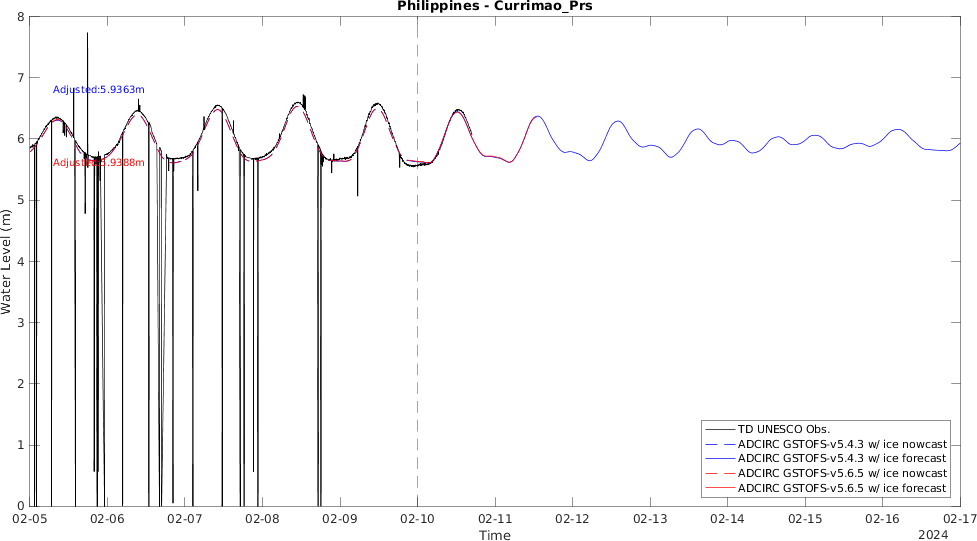 Philippines - Currimao_Prs
8
7
6
5
4
3
2
1
0
Water Level (m)
Adjusted:5.9363m
Adjusted:5.9388m
TD UNESCO Obs.
ADCIRC GSTOFS-v5.4.3 w/ ice nowcast
ADCIRC GSTOFS-v5.4.3 w/ ice forecast
ADCIRC GSTOFS-v5.6.5 w/ ice nowcast
ADCIRC GSTOFS-v5.6.5 w/ ice forecast
02-05 02-06 02-07 02-08 02-09 02-10 02-11 02-12 02-13 02-14 02-15 02-16 02-17
Time
2024